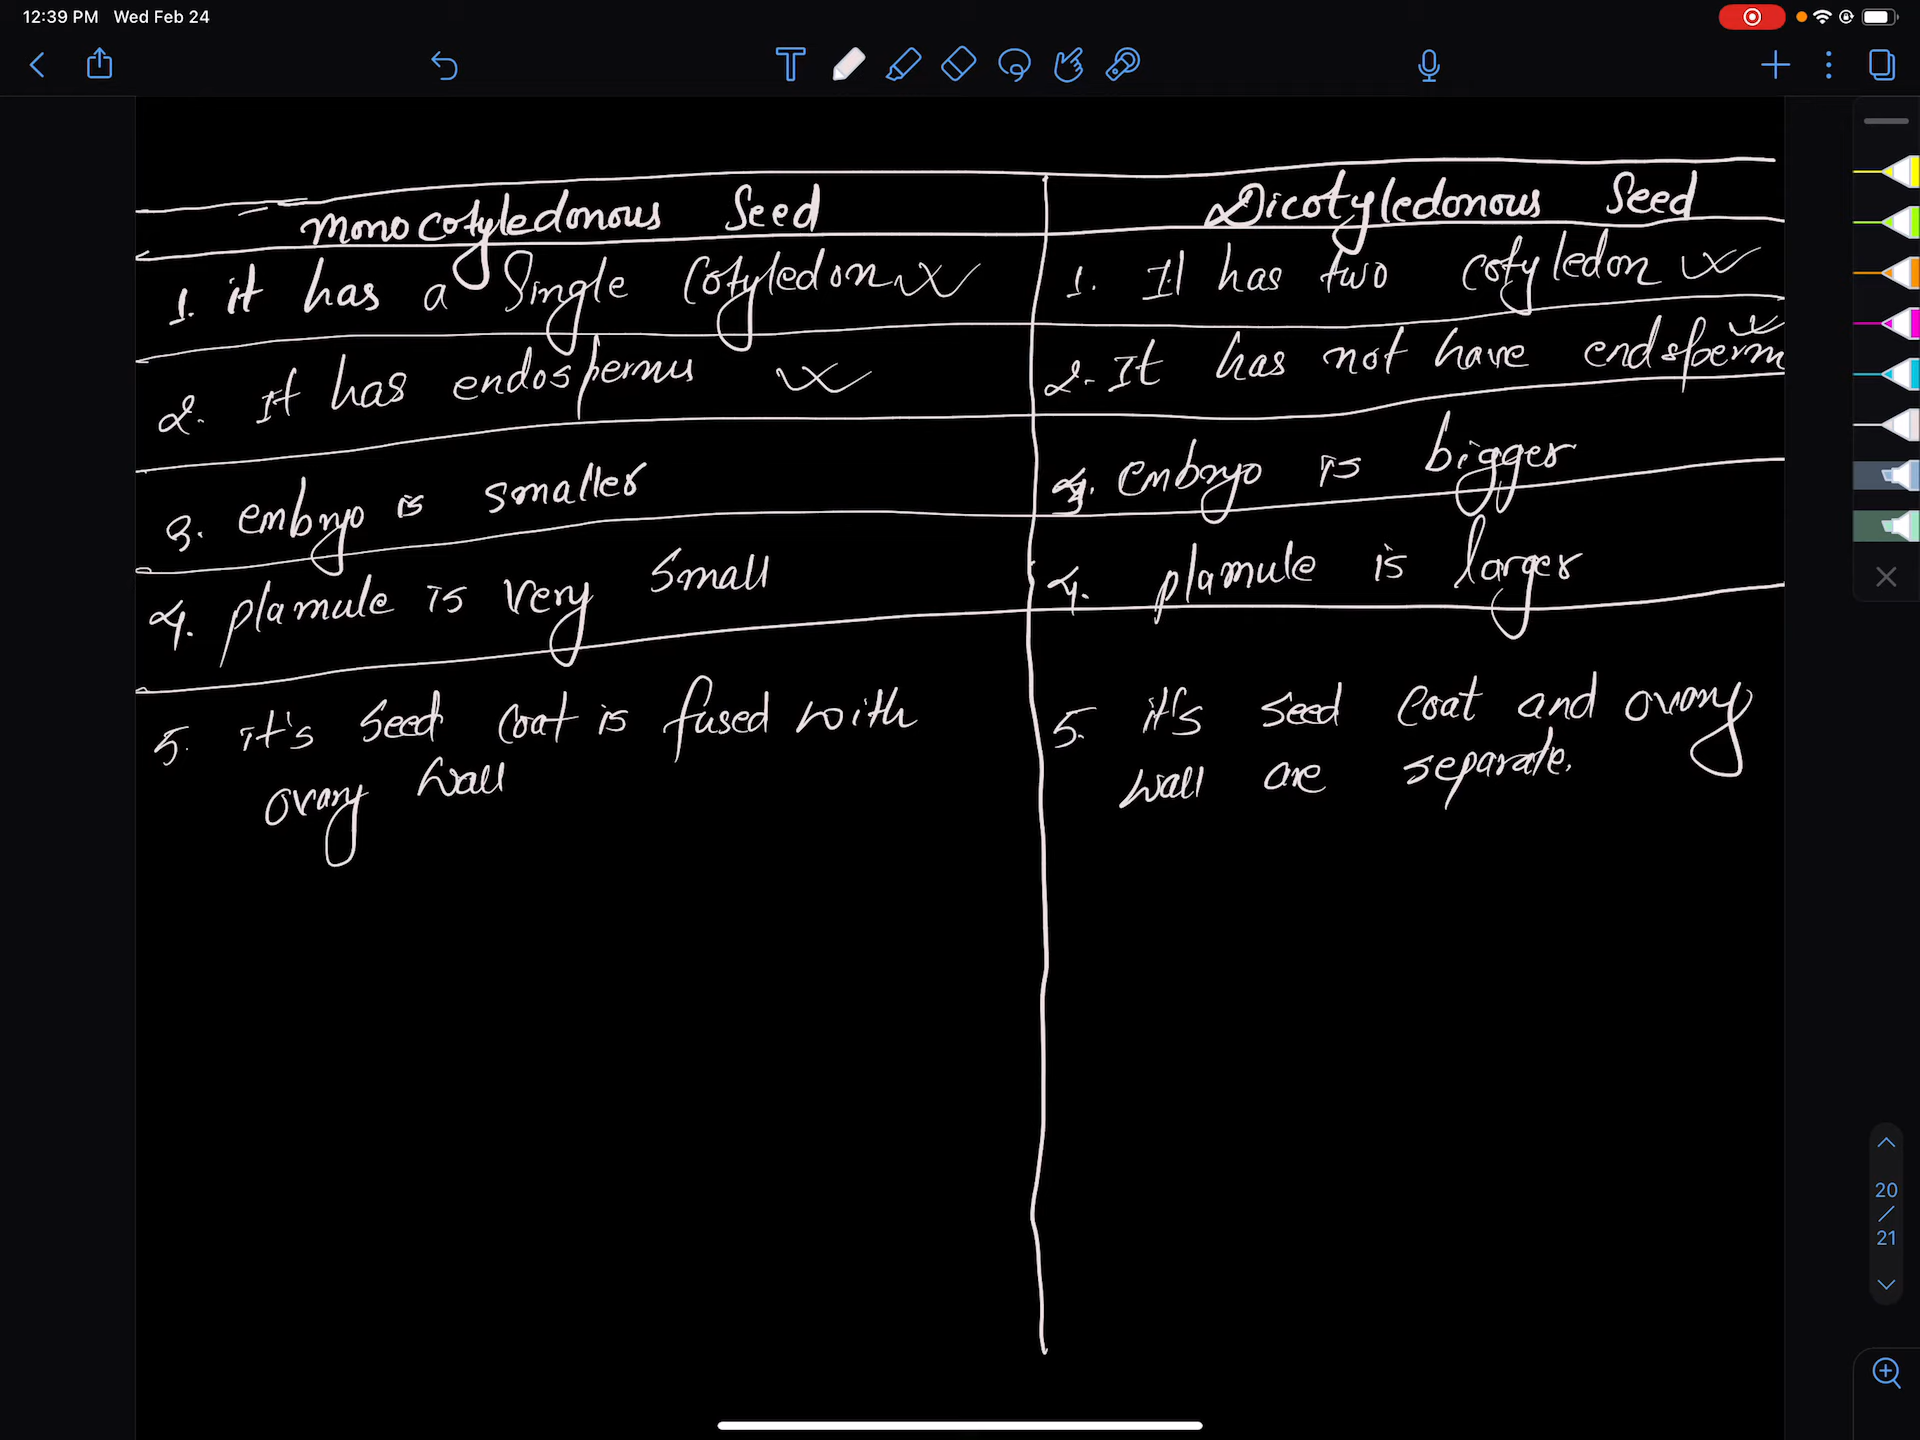 12:39 PM Wed Feb 24
monocotyledonous Seed
Dicotyledonous Seed
1. it has a Single Cotyledon
1. It has two cotyledon
2. It has endosperms
2. It has not have endsperm
3. embryo is smaller
3. embryo is bigger
4. plamule is very small
4. plamule is larger
5. it's seed coat is fused with
ovary wall
5. it's seed coat and ovary
wall are separate.
20
/
21